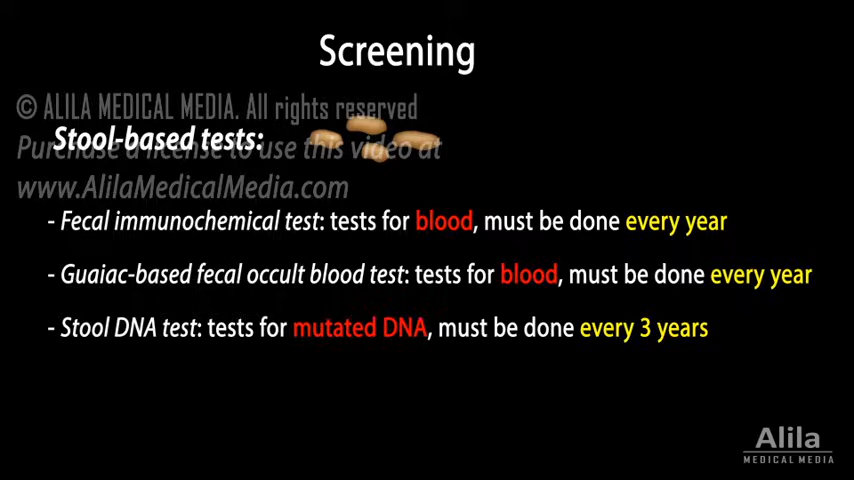 Screening
© ALILA MEDICAL MEDIA. All rights reserved
Stool-based tests:
Purchase a license to use this video at
www.AlilaMedicalMedia.com
- Fecal immunochemical test: tests for blood, must be done every year
- Guaiac-based fecal occult blood test: tests for blood, must be done every year
- Stool DNA test: tests for mutated DNA, must be done every 3 years
Alila
MEDICAL MEDIA